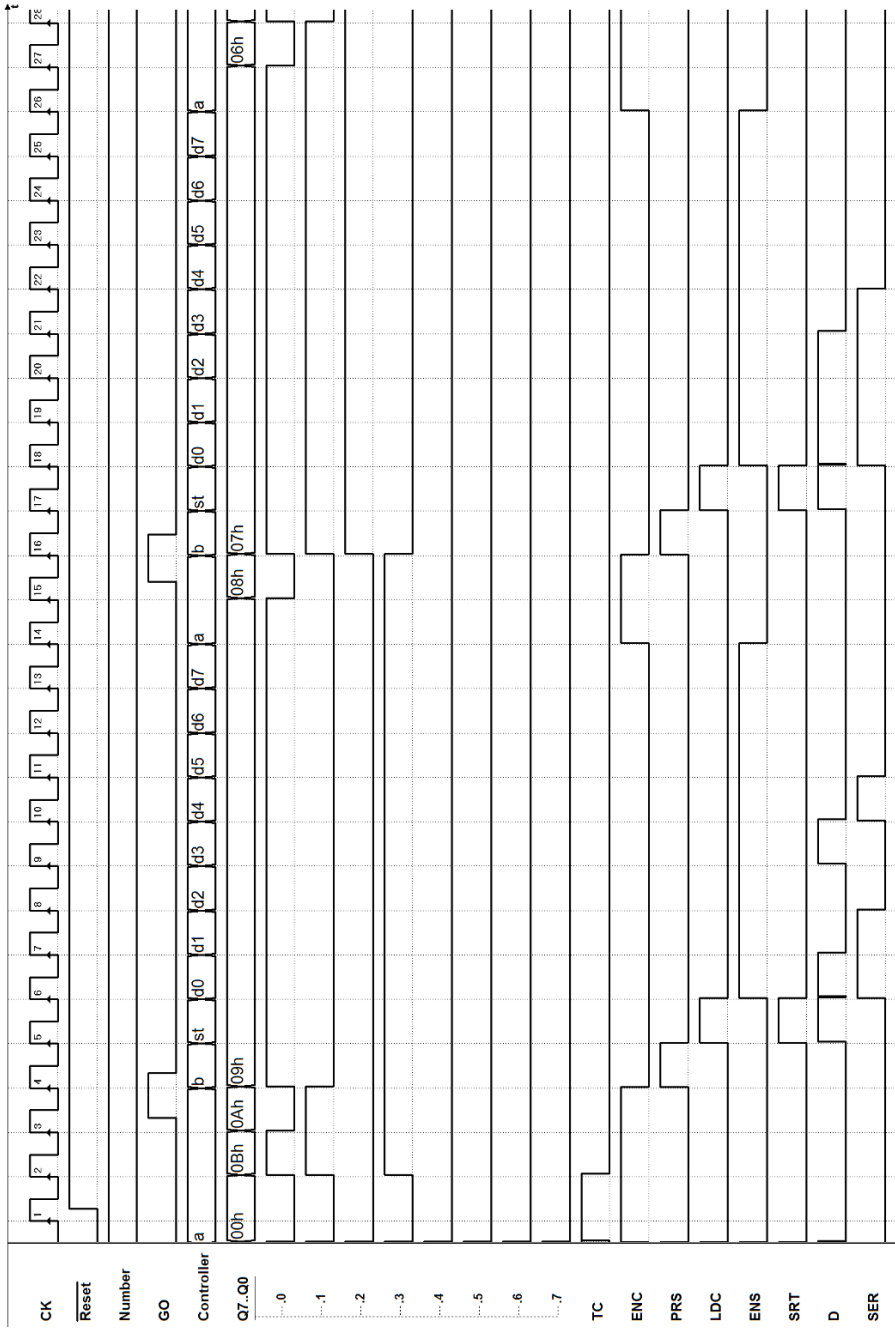 t
CK 1 2 3 4 5 6 7 8 9 10 11 12 13 14 15 16 17 18 19 20 21 22 23 24 25 26 27 28
Reset
Number
GO
Controller a b st d0 d1 d2 d3 d4 d5 d6 d7 a b st d0 d1 d2 d3 d4 d5 d6 d7 a
Q7..Q0 00h 0Bh 0Ah 09h 08h 07h 06h
.0
.1
.2
.3
.4
.5
.6
.7
TC
ENC
PRS
LDC
ENS
SRT
D
SER